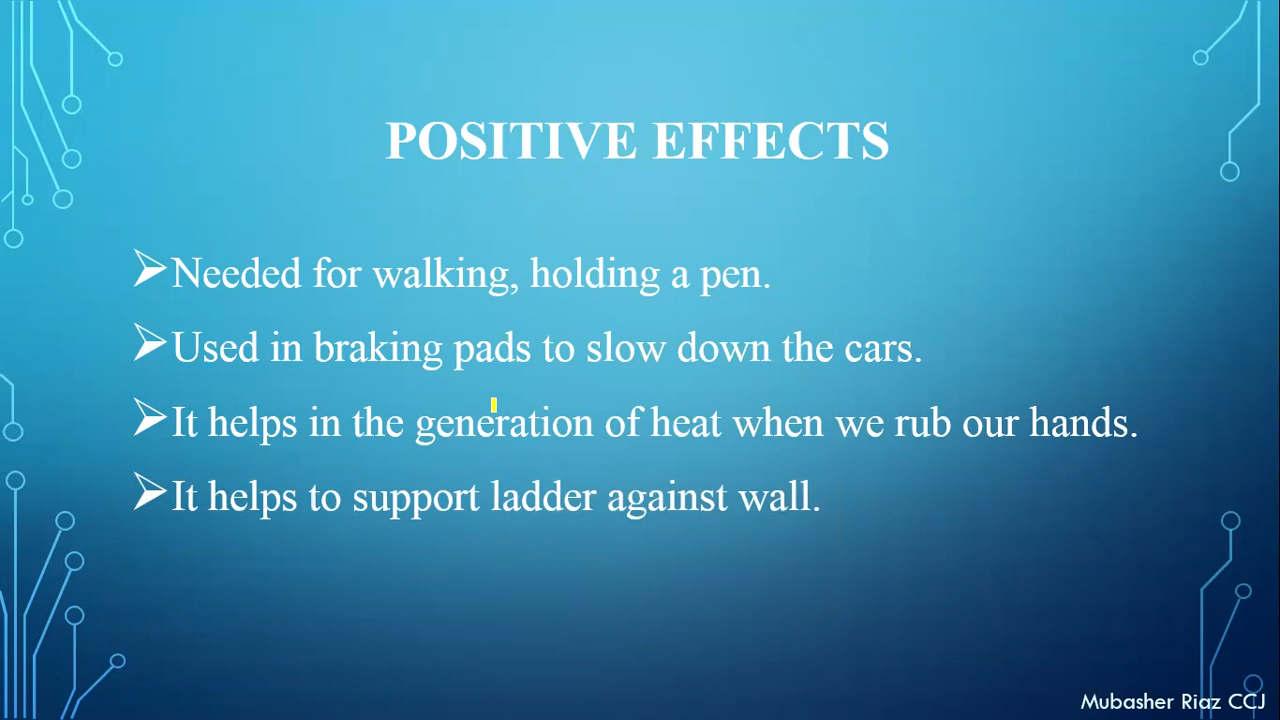 POSITIVE EFFECTS
➢Needed for walking, holding a pen.
➢Used in braking pads to slow down the cars.
➢It helps in the generation of heat when we rub our hands.
➢It helps to support ladder against wall.
Mubasher Riaz CCJ